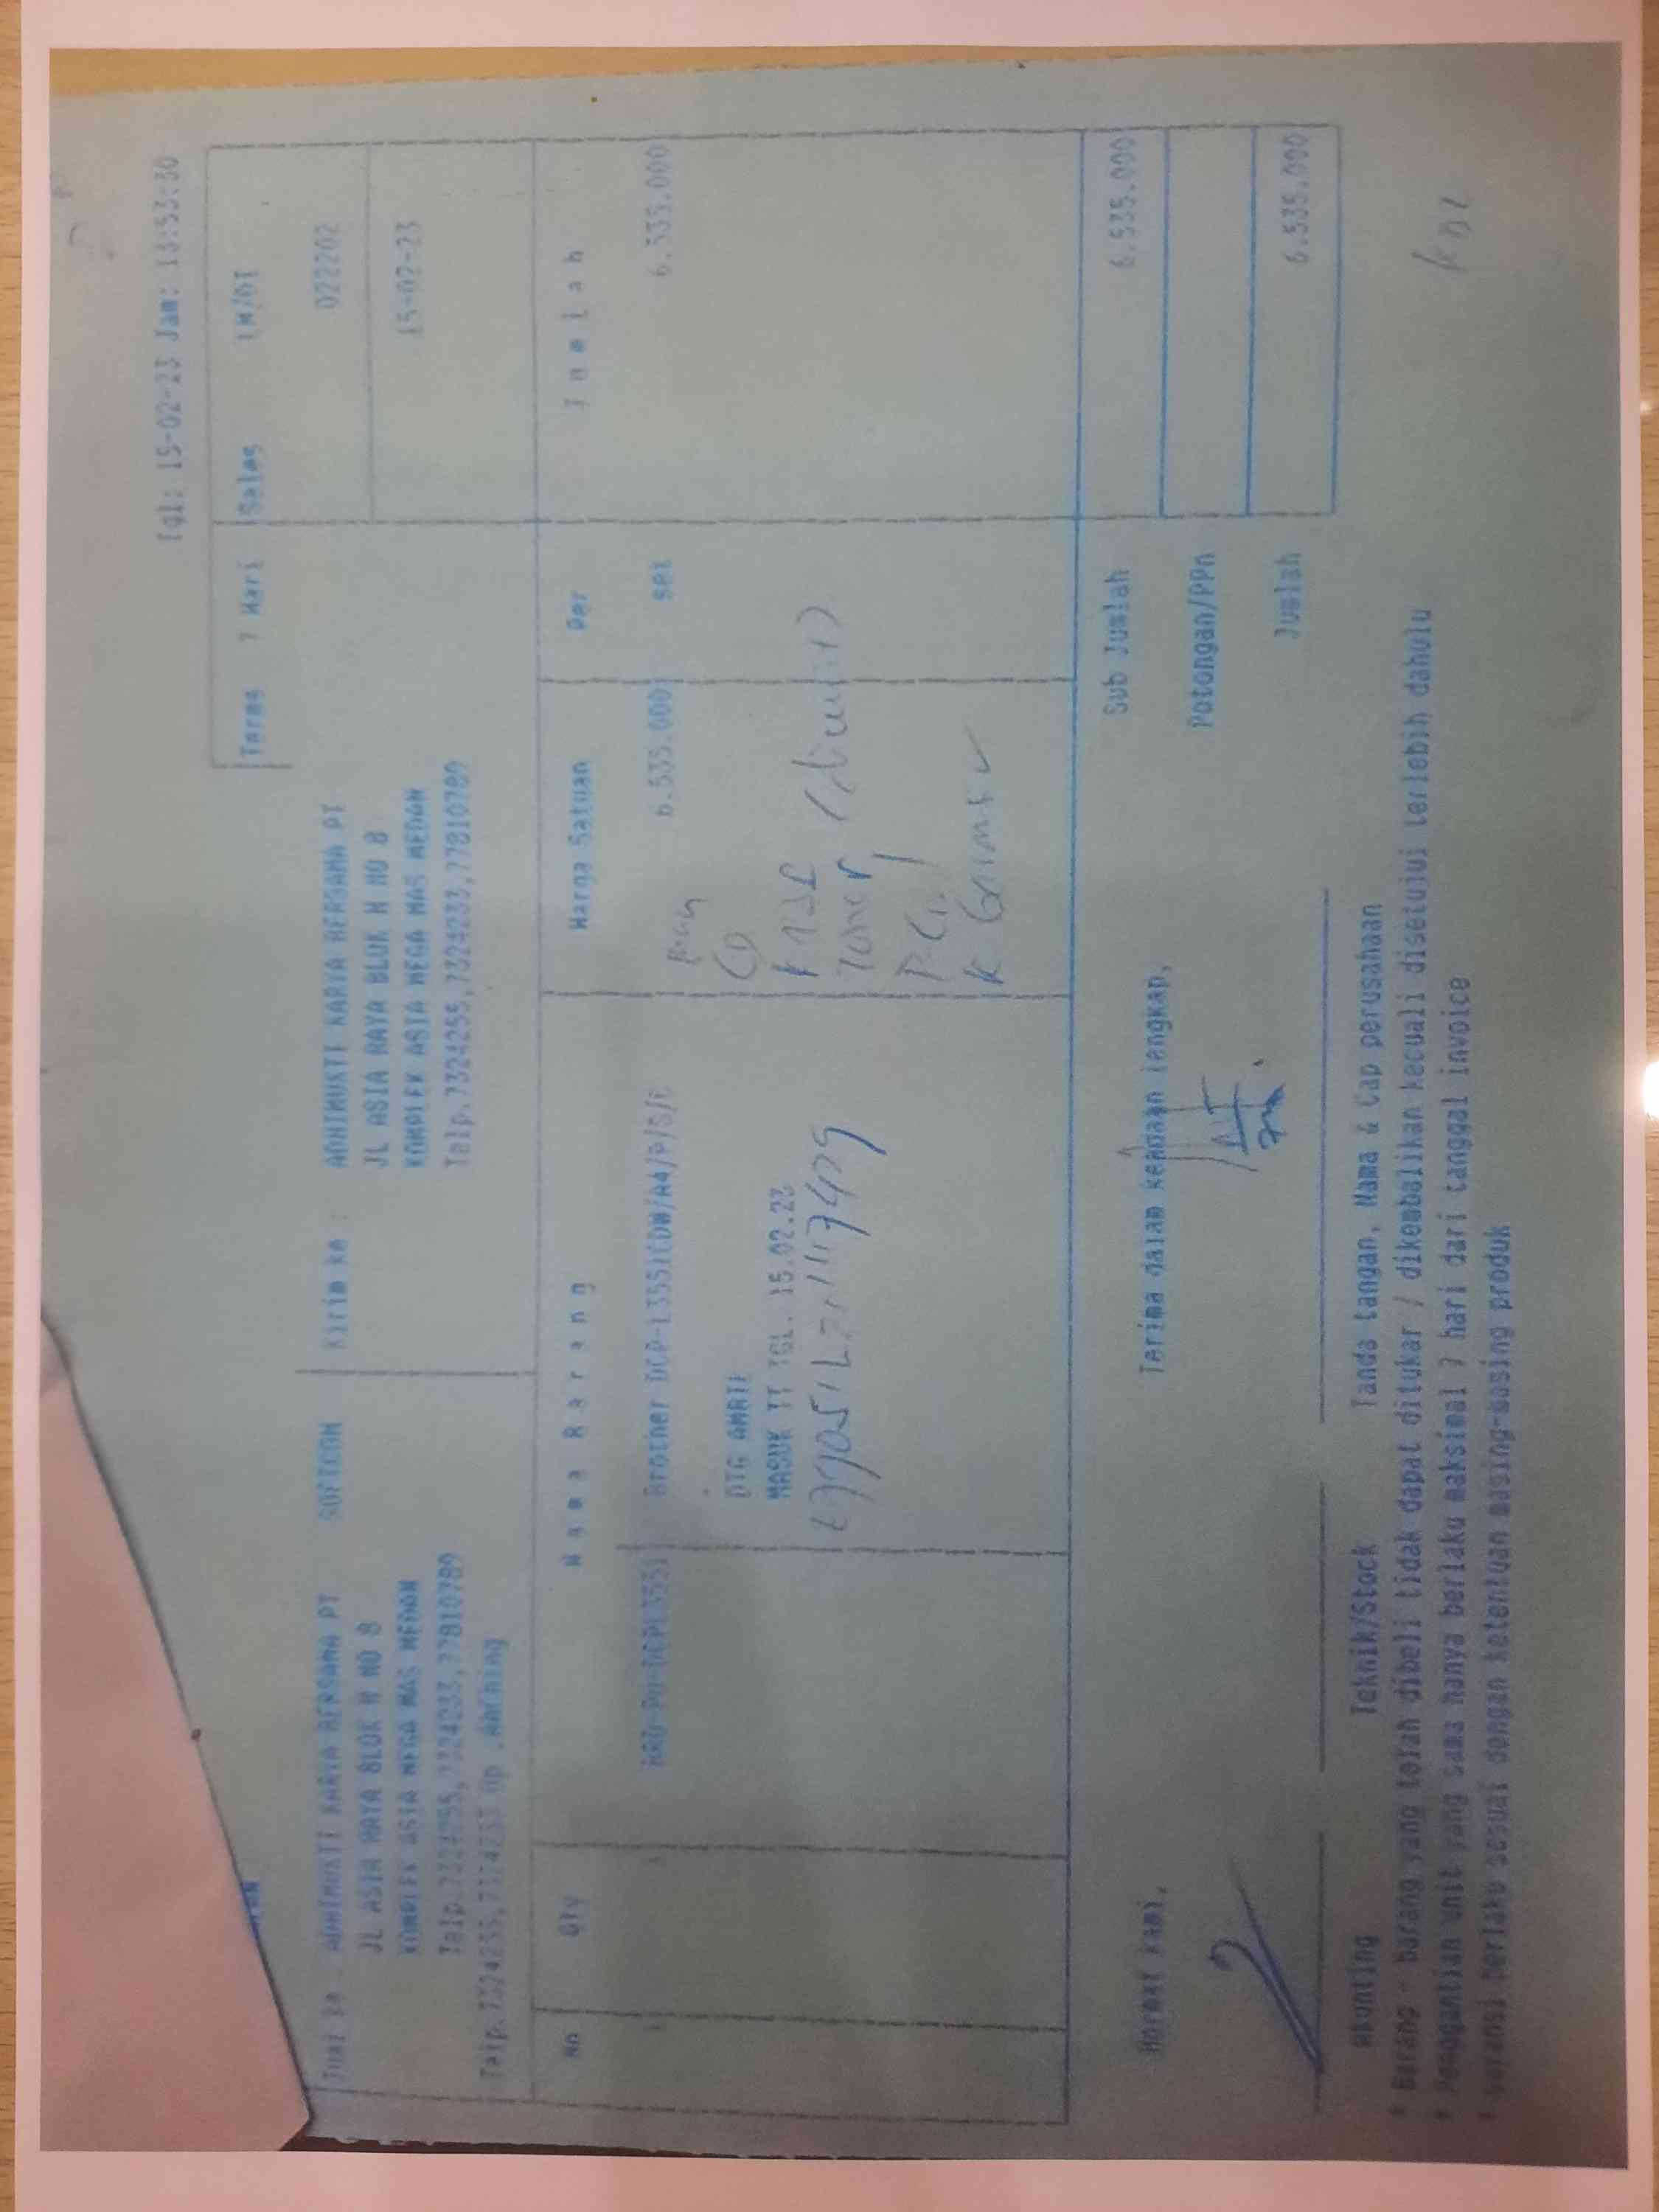 Tgl: 15-02-23 Jam: 13:53:30
Terms 7 Hari Sales
022202
15-02-23
Jual ke : ADHIMUKTI KARYA BERSAMA PT SOFTCOM
JL ASIA RAYA BLOK H NO 8
KOMPLEK ASIA MEGA MAS MEDAN
Telp.7324255,7324233,77810789
Telp.7324255,7324233 Up
Kirim ke : ADHIMUKTI KARYA BERSAMA PT
JL ASIA RAYA BLOK H NO 8
KOMPLEK ASIA MEGA MAS MEDAN
Telp.7324255,7324233,77810789
No Qty N a m a B a r a n g Harga Satuan Per J u m l a h
6.535.000 set 6.535.000
DTG AMBIL
MASUK TT TGL. 15.02.23
CD
Toner
Sub Jumlah 6.535.000
Potongan/PPn
Jumlah 6.535.000
Hormat kami, Terima dalam keadaan lengkap,
Akunting Teknik/Stock Tanda tangan, Nama & Cap perusahaan
* Barang - barang yang telah dibeli tidak dapat ditukar / dikembalikan kecuali disetujui terlebih dahulu
* Penggantian unit yang sama hanya berlaku maksimal 7 hari dari tanggal invoice
* Garansi berlaku sesuai dengan ketentuan masing-masing produk